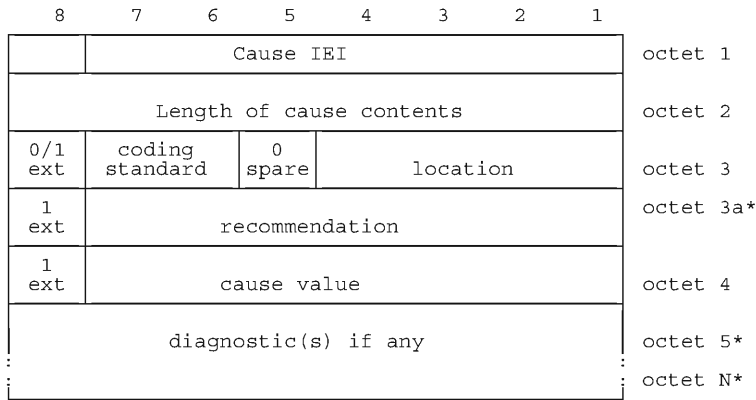 8 7 6 5 4 3 2 1
Cause IEI octet 1
Length of cause contents octet 2
0/1 coding 0
ext standard spare location octet 3
1 octet 3a*
ext recommendation
1
ext cause value octet 4
diagnostic(s) if any octet 5*
octet N*